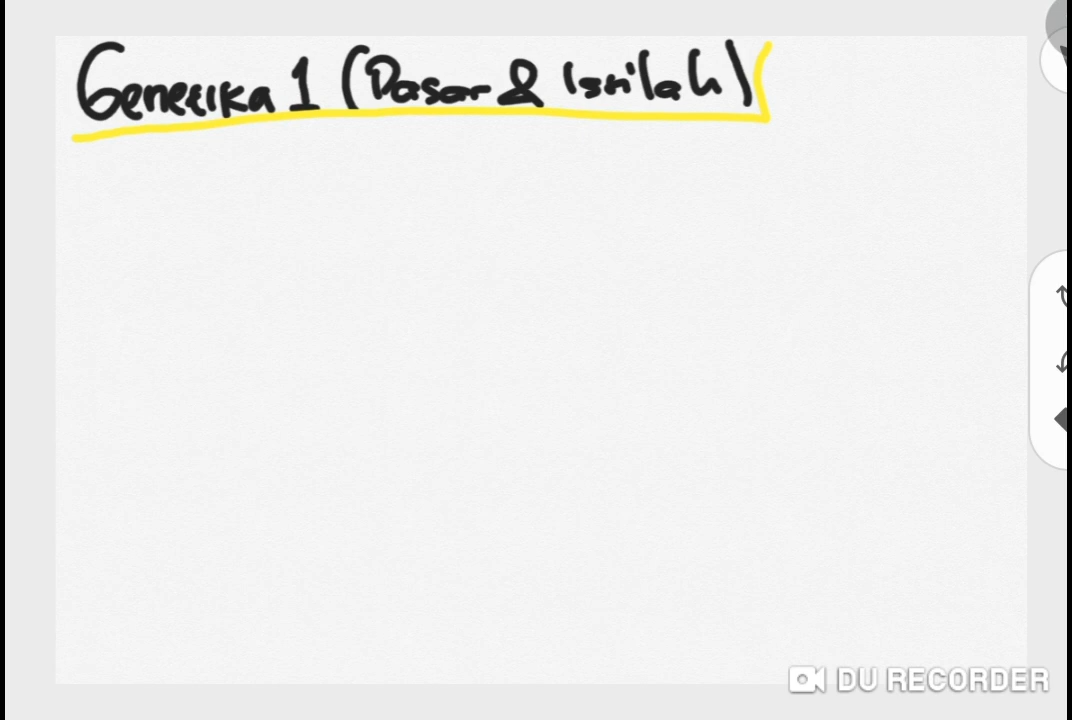 Genetika 1 (Dasar & Istilah)
DU RECORDER